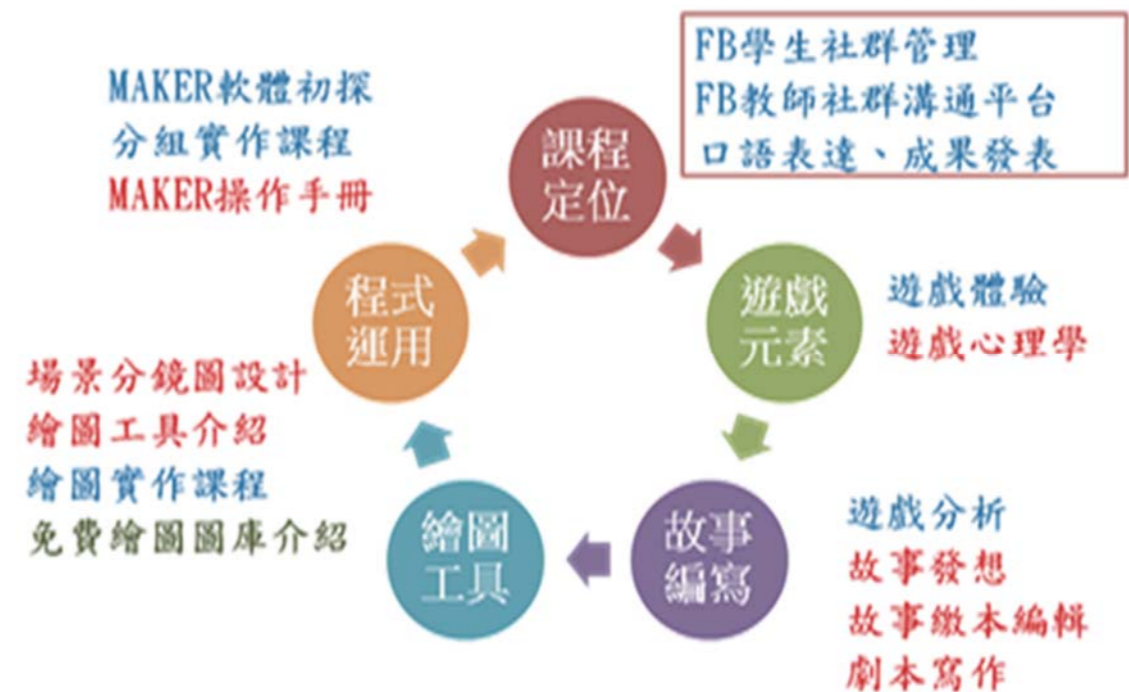 MAKER軟體初探
分組實作課程
MAKER操作手冊
課程
定位
FB學生社群管理
FB教師社群溝通平台
口語表達、成果發表
遊戲
元素
遊戲體驗
遊戲心理學
故事
編寫
遊戲分析
故事發想
故事繳本編輯
劇本寫作
繪圖
工具
場景分鏡圖設計
繪圖工具介紹
繪圖實作課程
免費繪圖圖庫介紹
程式
運用